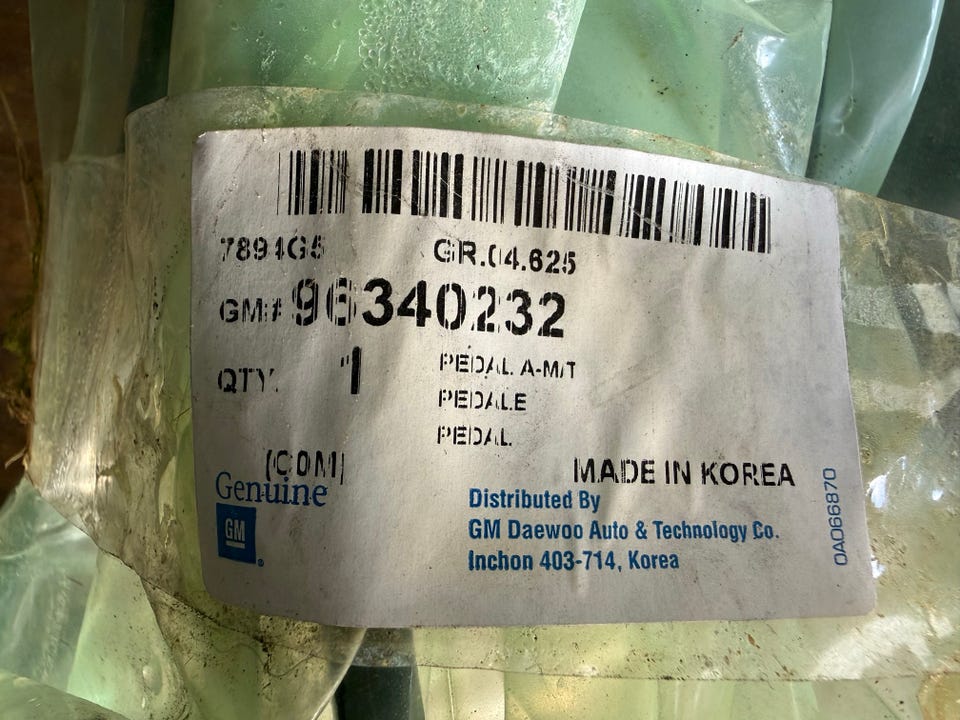 7894G5 GR.04.625
GM# 96340232
QTY. 1 PEDAL A-M/T
PEDALE
PEDAL
(COM)
MADE IN KOREA
Genuine
GM
Distributed By
GM Daewoo Auto & Technology Co.
Inchon 403-714, Korea
0A066870